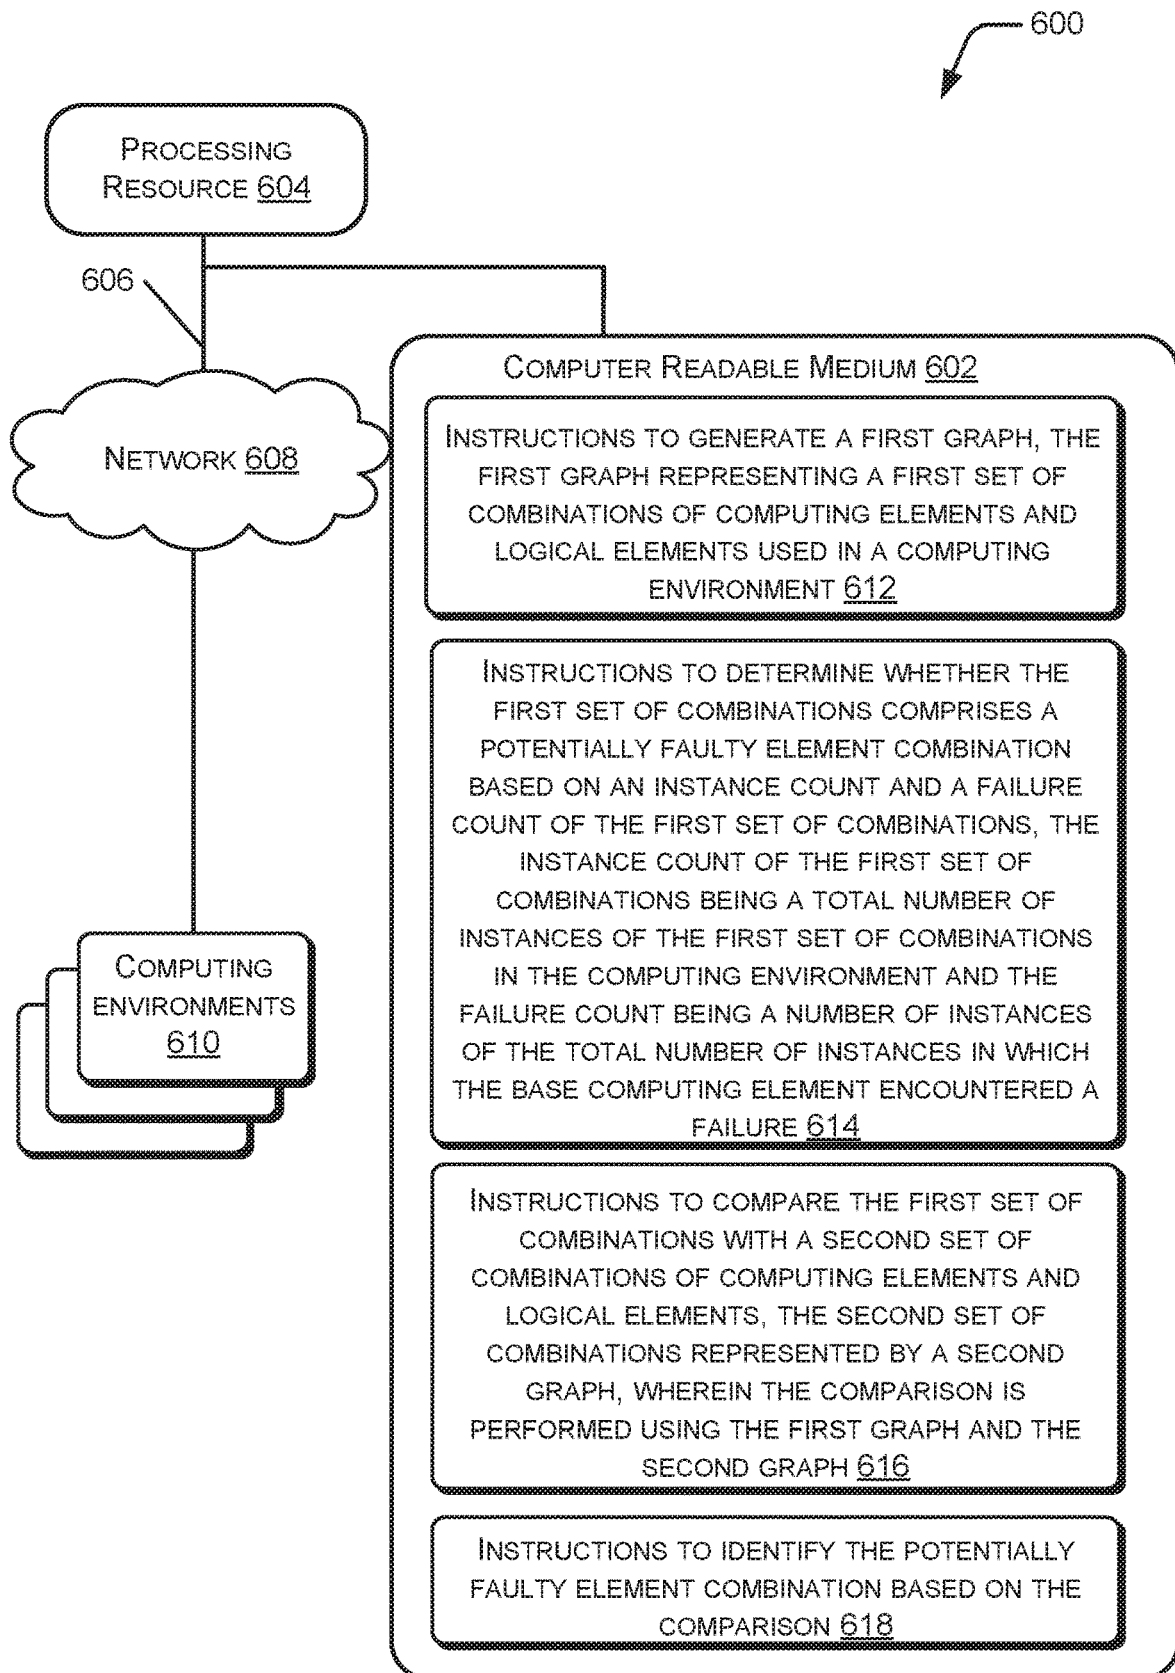 600
PROCESSING
RESOURCE 604
606
NETWORK 608
COMPUTING
ENVIRONMENTS
610
COMPUTER READABLE MEDIUM 602
INSTRUCTIONS TO GENERATE A FIRST GRAPH, THE
FIRST GRAPH REPRESENTING A FIRST SET OF
COMBINATIONS OF COMPUTING ELEMENTS AND
LOGICAL ELEMENTS USED IN A COMPUTING
ENVIRONMENT 612
INSTRUCTIONS TO DETERMINE WHETHER THE
FIRST SET OF COMBINATIONS COMPRISES A
POTENTIALLY FAULTY ELEMENT COMBINATION
BASED ON AN INSTANCE COUNT AND A FAILURE
COUNT OF THE FIRST SET OF COMBINATIONS, THE
INSTANCE COUNT OF THE FIRST SET OF
COMBINATIONS BEING A TOTAL NUMBER OF
INSTANCES OF THE FIRST SET OF COMBINATIONS
IN THE COMPUTING ENVIRONMENT AND THE
FAILURE COUNT BEING A NUMBER OF INSTANCES
OF THE TOTAL NUMBER OF INSTANCES IN WHICH
THE BASE COMPUTING ELEMENT ENCOUNTERED A
FAILURE 614
INSTRUCTIONS TO COMPARE THE FIRST SET OF
COMBINATIONS WITH A SECOND SET OF
COMBINATIONS OF COMPUTING ELEMENTS AND
LOGICAL ELEMENTS, THE SECOND SET OF
COMBINATIONS REPRESENTED BY A SECOND
GRAPH, WHEREIN THE COMPARISON IS
PERFORMED USING THE FIRST GRAPH AND THE
SECOND GRAPH 616
INSTRUCTIONS TO IDENTIFY THE POTENTIALLY
FAULTY ELEMENT COMBINATION BASED ON THE
COMPARISON 618